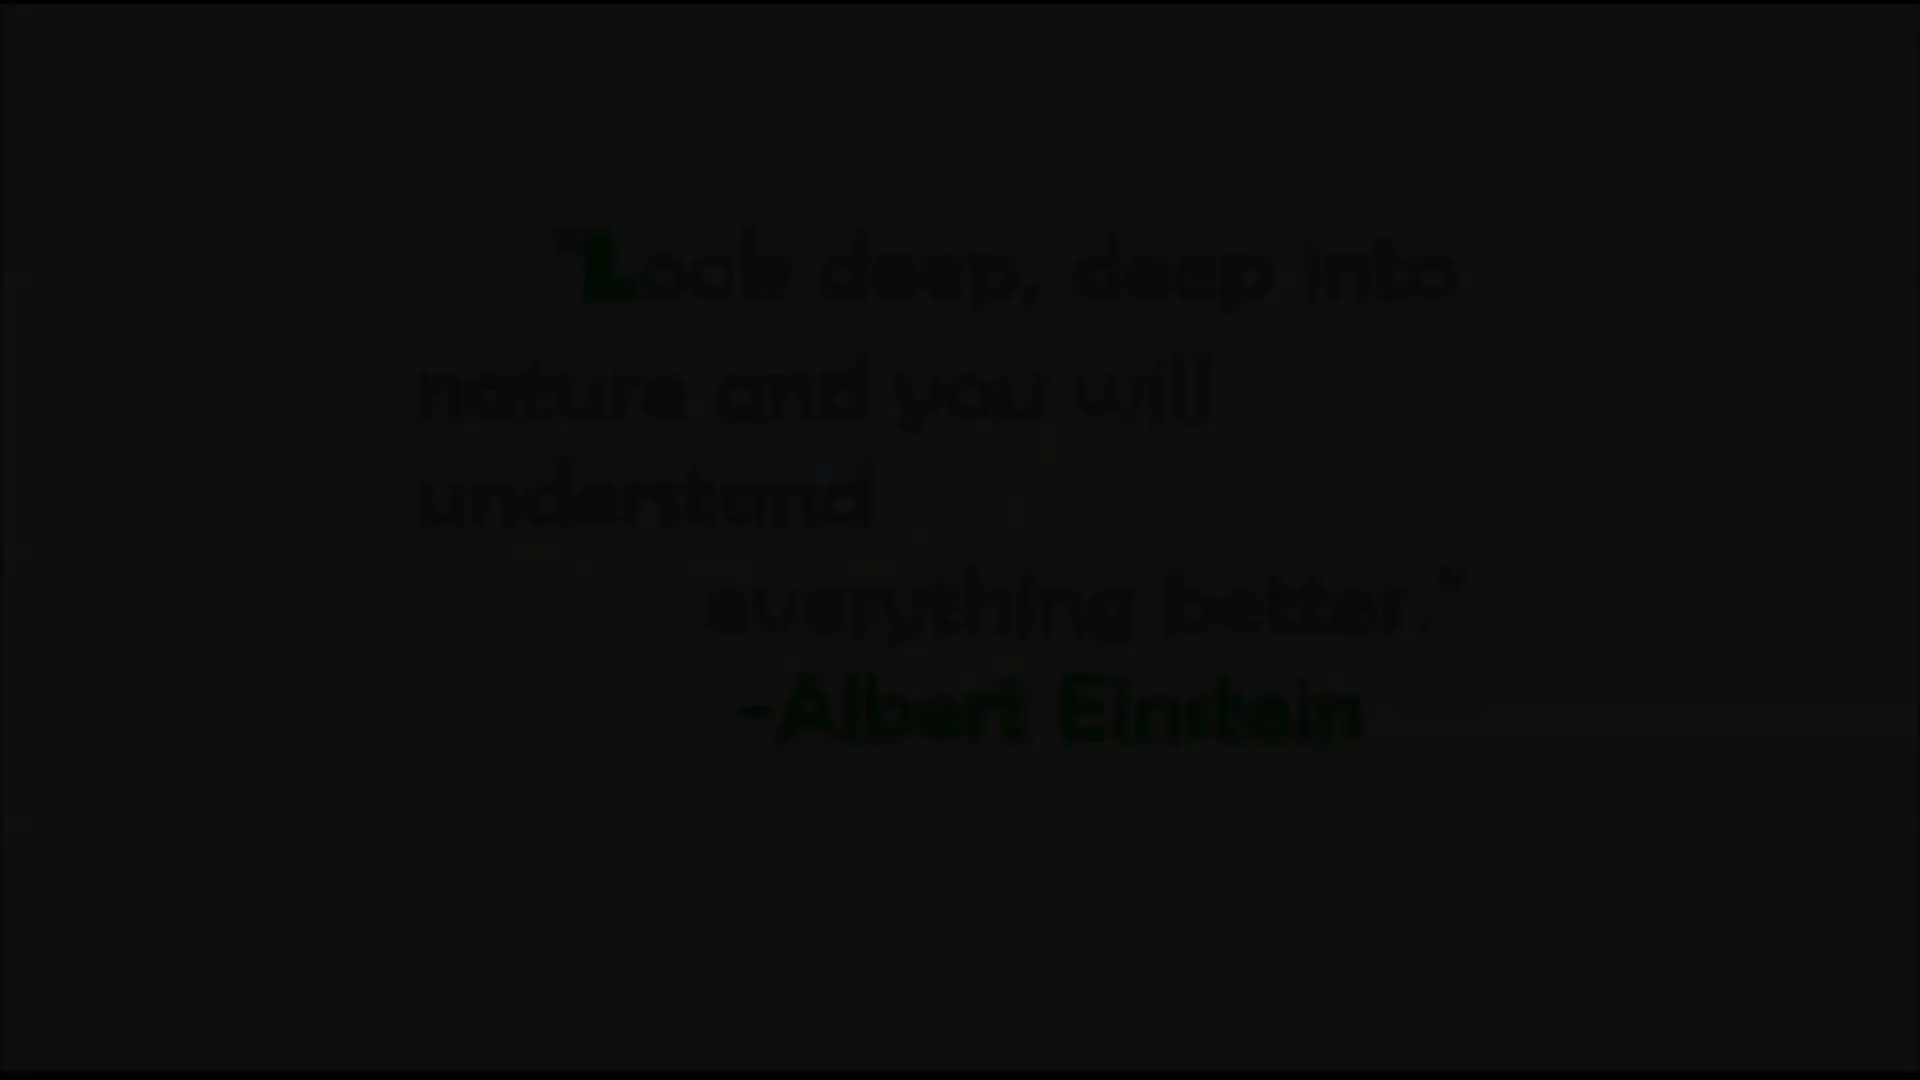 "Look deep, deep into
nature and you will
understand
everything better."
-Albert Einstein